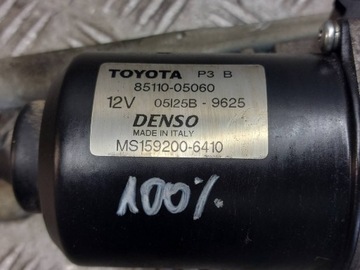 TOYOTA P3 B
85110-05060
12V 05I25B - 9625
DENSO
MADE IN ITALY
MS159200-6410
100%